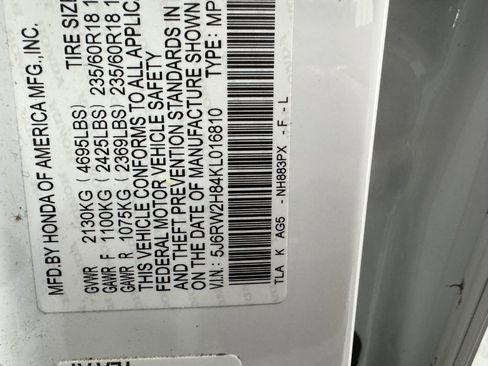 MFD.BY HONDA OF AMERICA MFG.,INC.
TIRE SIZE
GVWR 2130KG (4695LBS)
GAWR F 1100KG (2425LBS) 235/60R18 1
GAWR R 1075KG (2369LBS) 235/60R18 1
THIS VEHICLE CONFORMS TO ALL APPLIC
FEDERAL MOTOR VEHICLE SAFETY
AND THEFT PREVENTION STANDARDS IN
ON THE DATE OF MANUFACTURE SHOWN
V.I.N.: 5J6RW2H84KL016810 TYPE: MP
TLA K AG5 - NH883PX - F - L